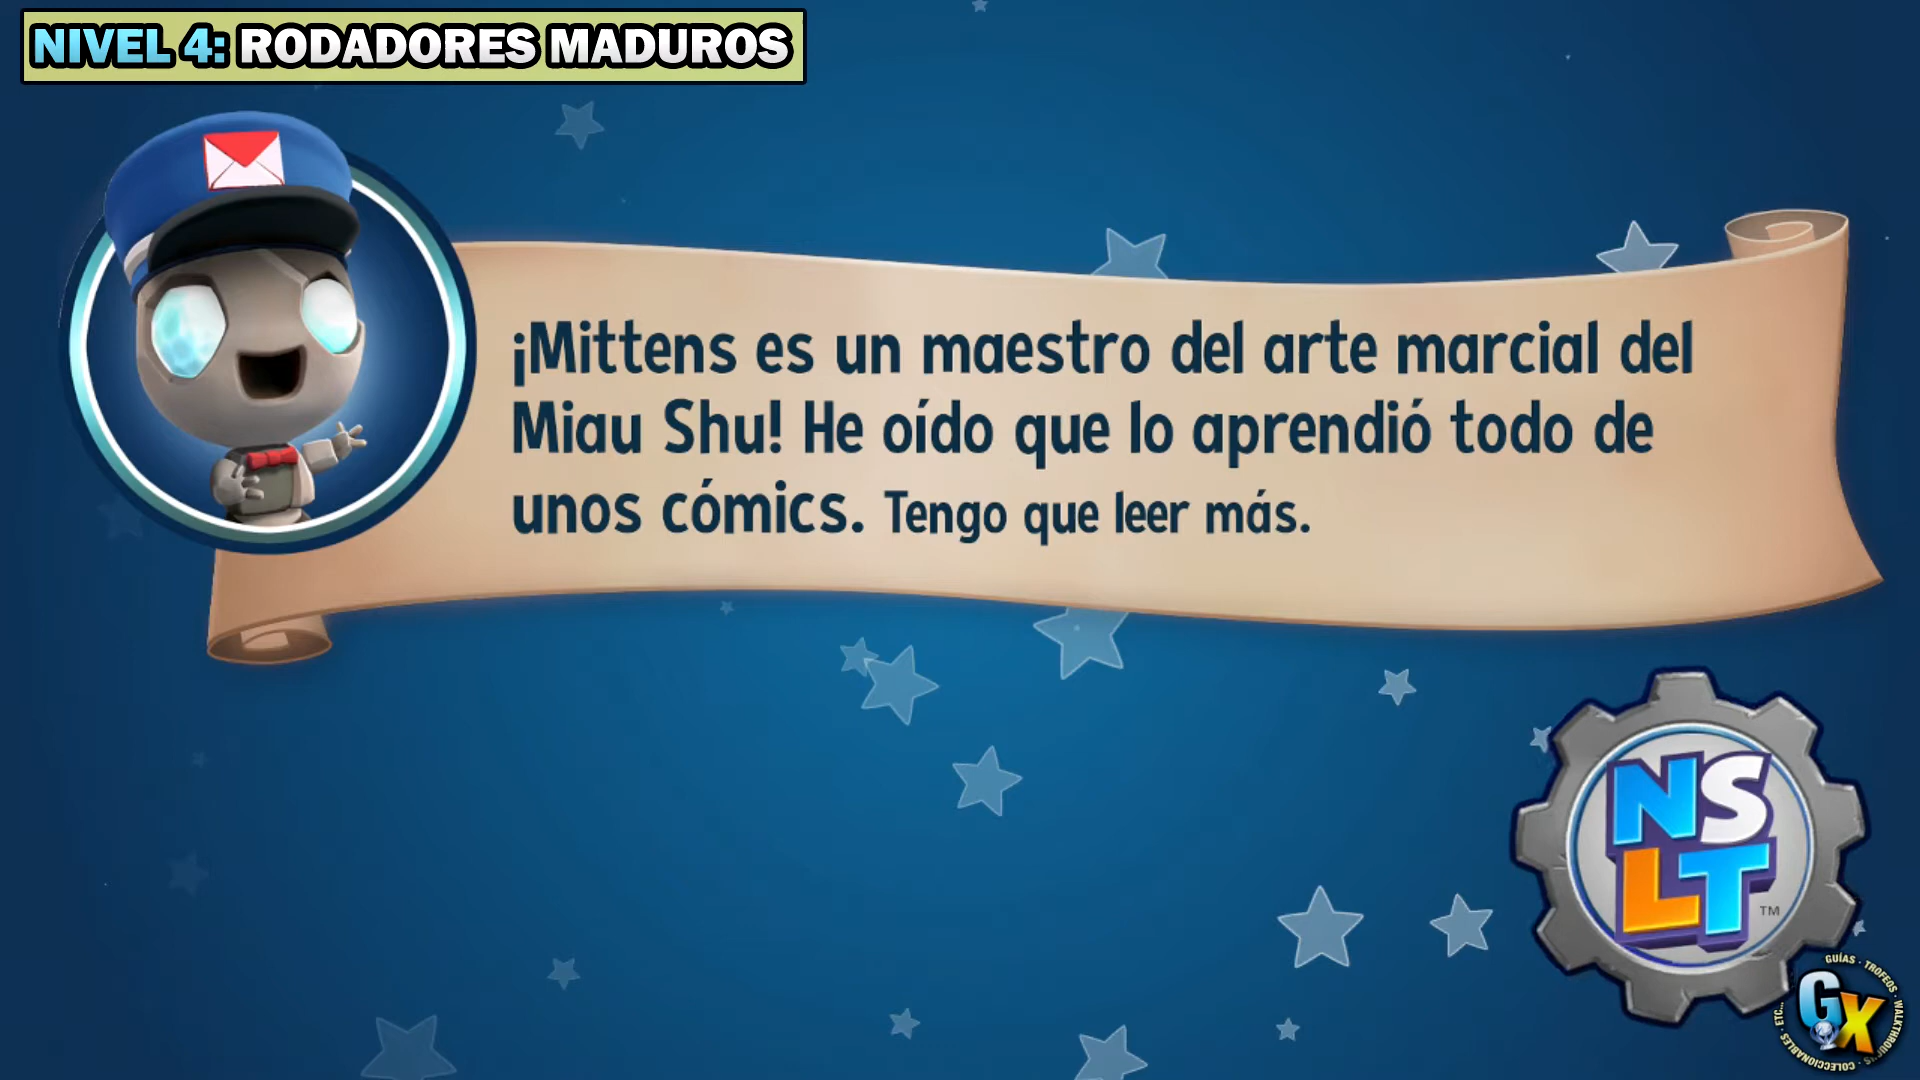 NIVEL 4: RODADORES MADUROS
¡Mittens es un maestro del arte marcial del
Miau Shu! He oído que lo aprendió todo de
unos cómics. Tengo que leer más.
NS
LT
TM
GUÍAS · TROFEOS · WALKTHROUGHS · COLECCIONABLES · ETC...
GX